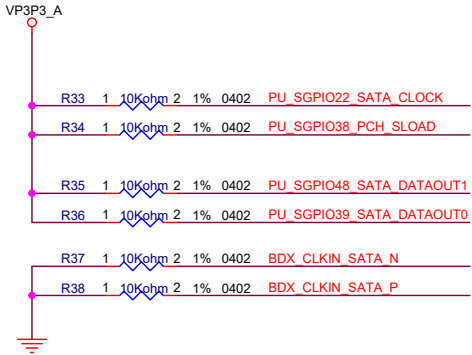 VP3P3_A
R33 1 10Kohm 2 1% 0402 PU_SGPIO22_SATA_CLOCK
R34 1 10Kohm 2 1% 0402 PU_SGPIO38_PCH_SLOAD
R35 1 10Kohm 2 1% 0402 PU_SGPIO48_SATA_DATAOUT1
R36 1 10Kohm 2 1% 0402 PU_SGPIO39_SATA_DATAOUT0
R37 1 10Kohm 2 1% 0402 BDX_CLKIN_SATA_N
R38 1 10Kohm 2 1% 0402 BDX_CLKIN_SATA_P